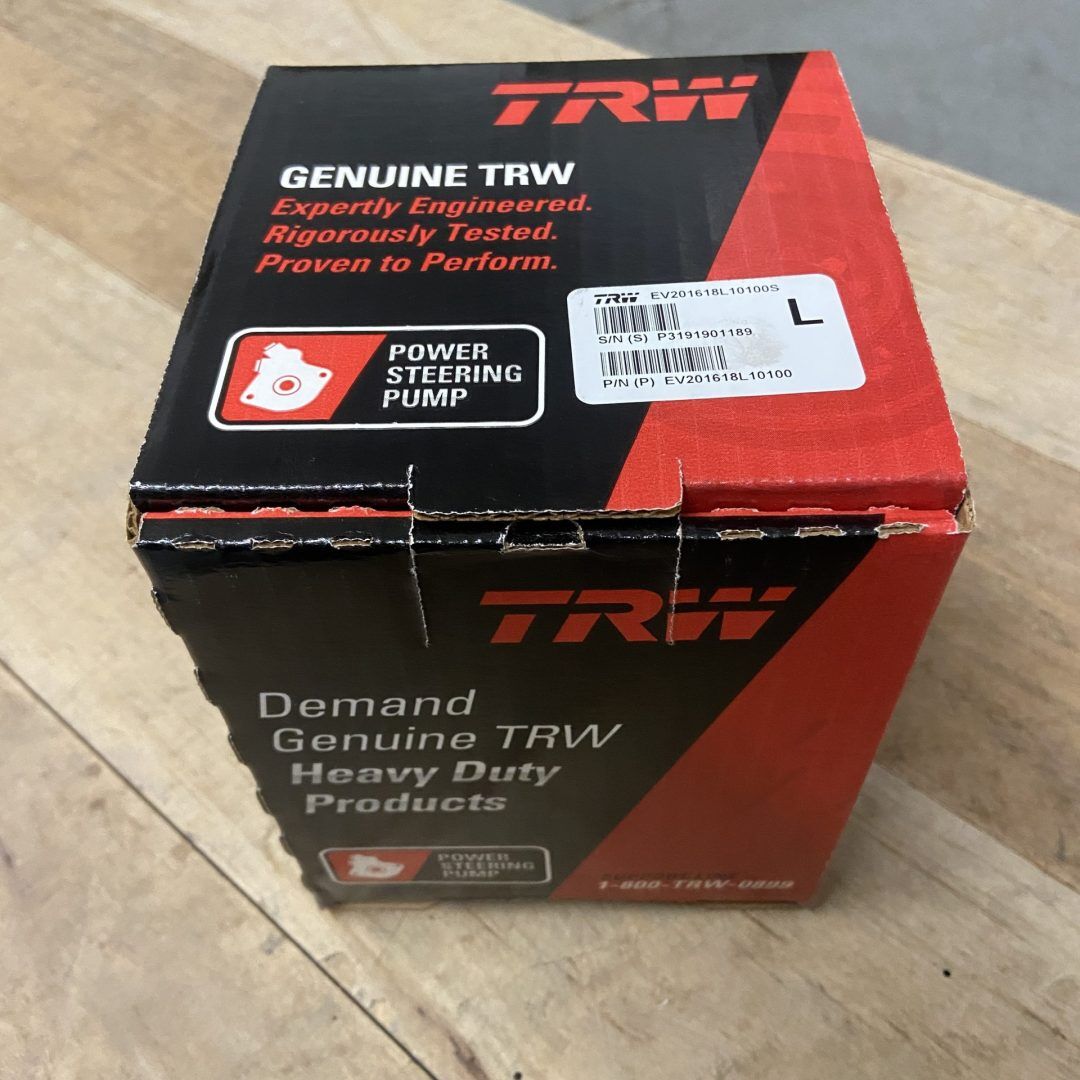 TRW
GENUINE TRW
Expertly Engineered.
Rigorously Tested.
Proven to Perform.
POWER
STEERING
PUMP
TRW EV201618L10100S
L
S/N (S) P3191901189
P/N (P) EV201618L10100
TRW
Demand
Genuine TRW
Heavy Duty
Products
POWER
STEERING
PUMP
1-800-TRW-0899